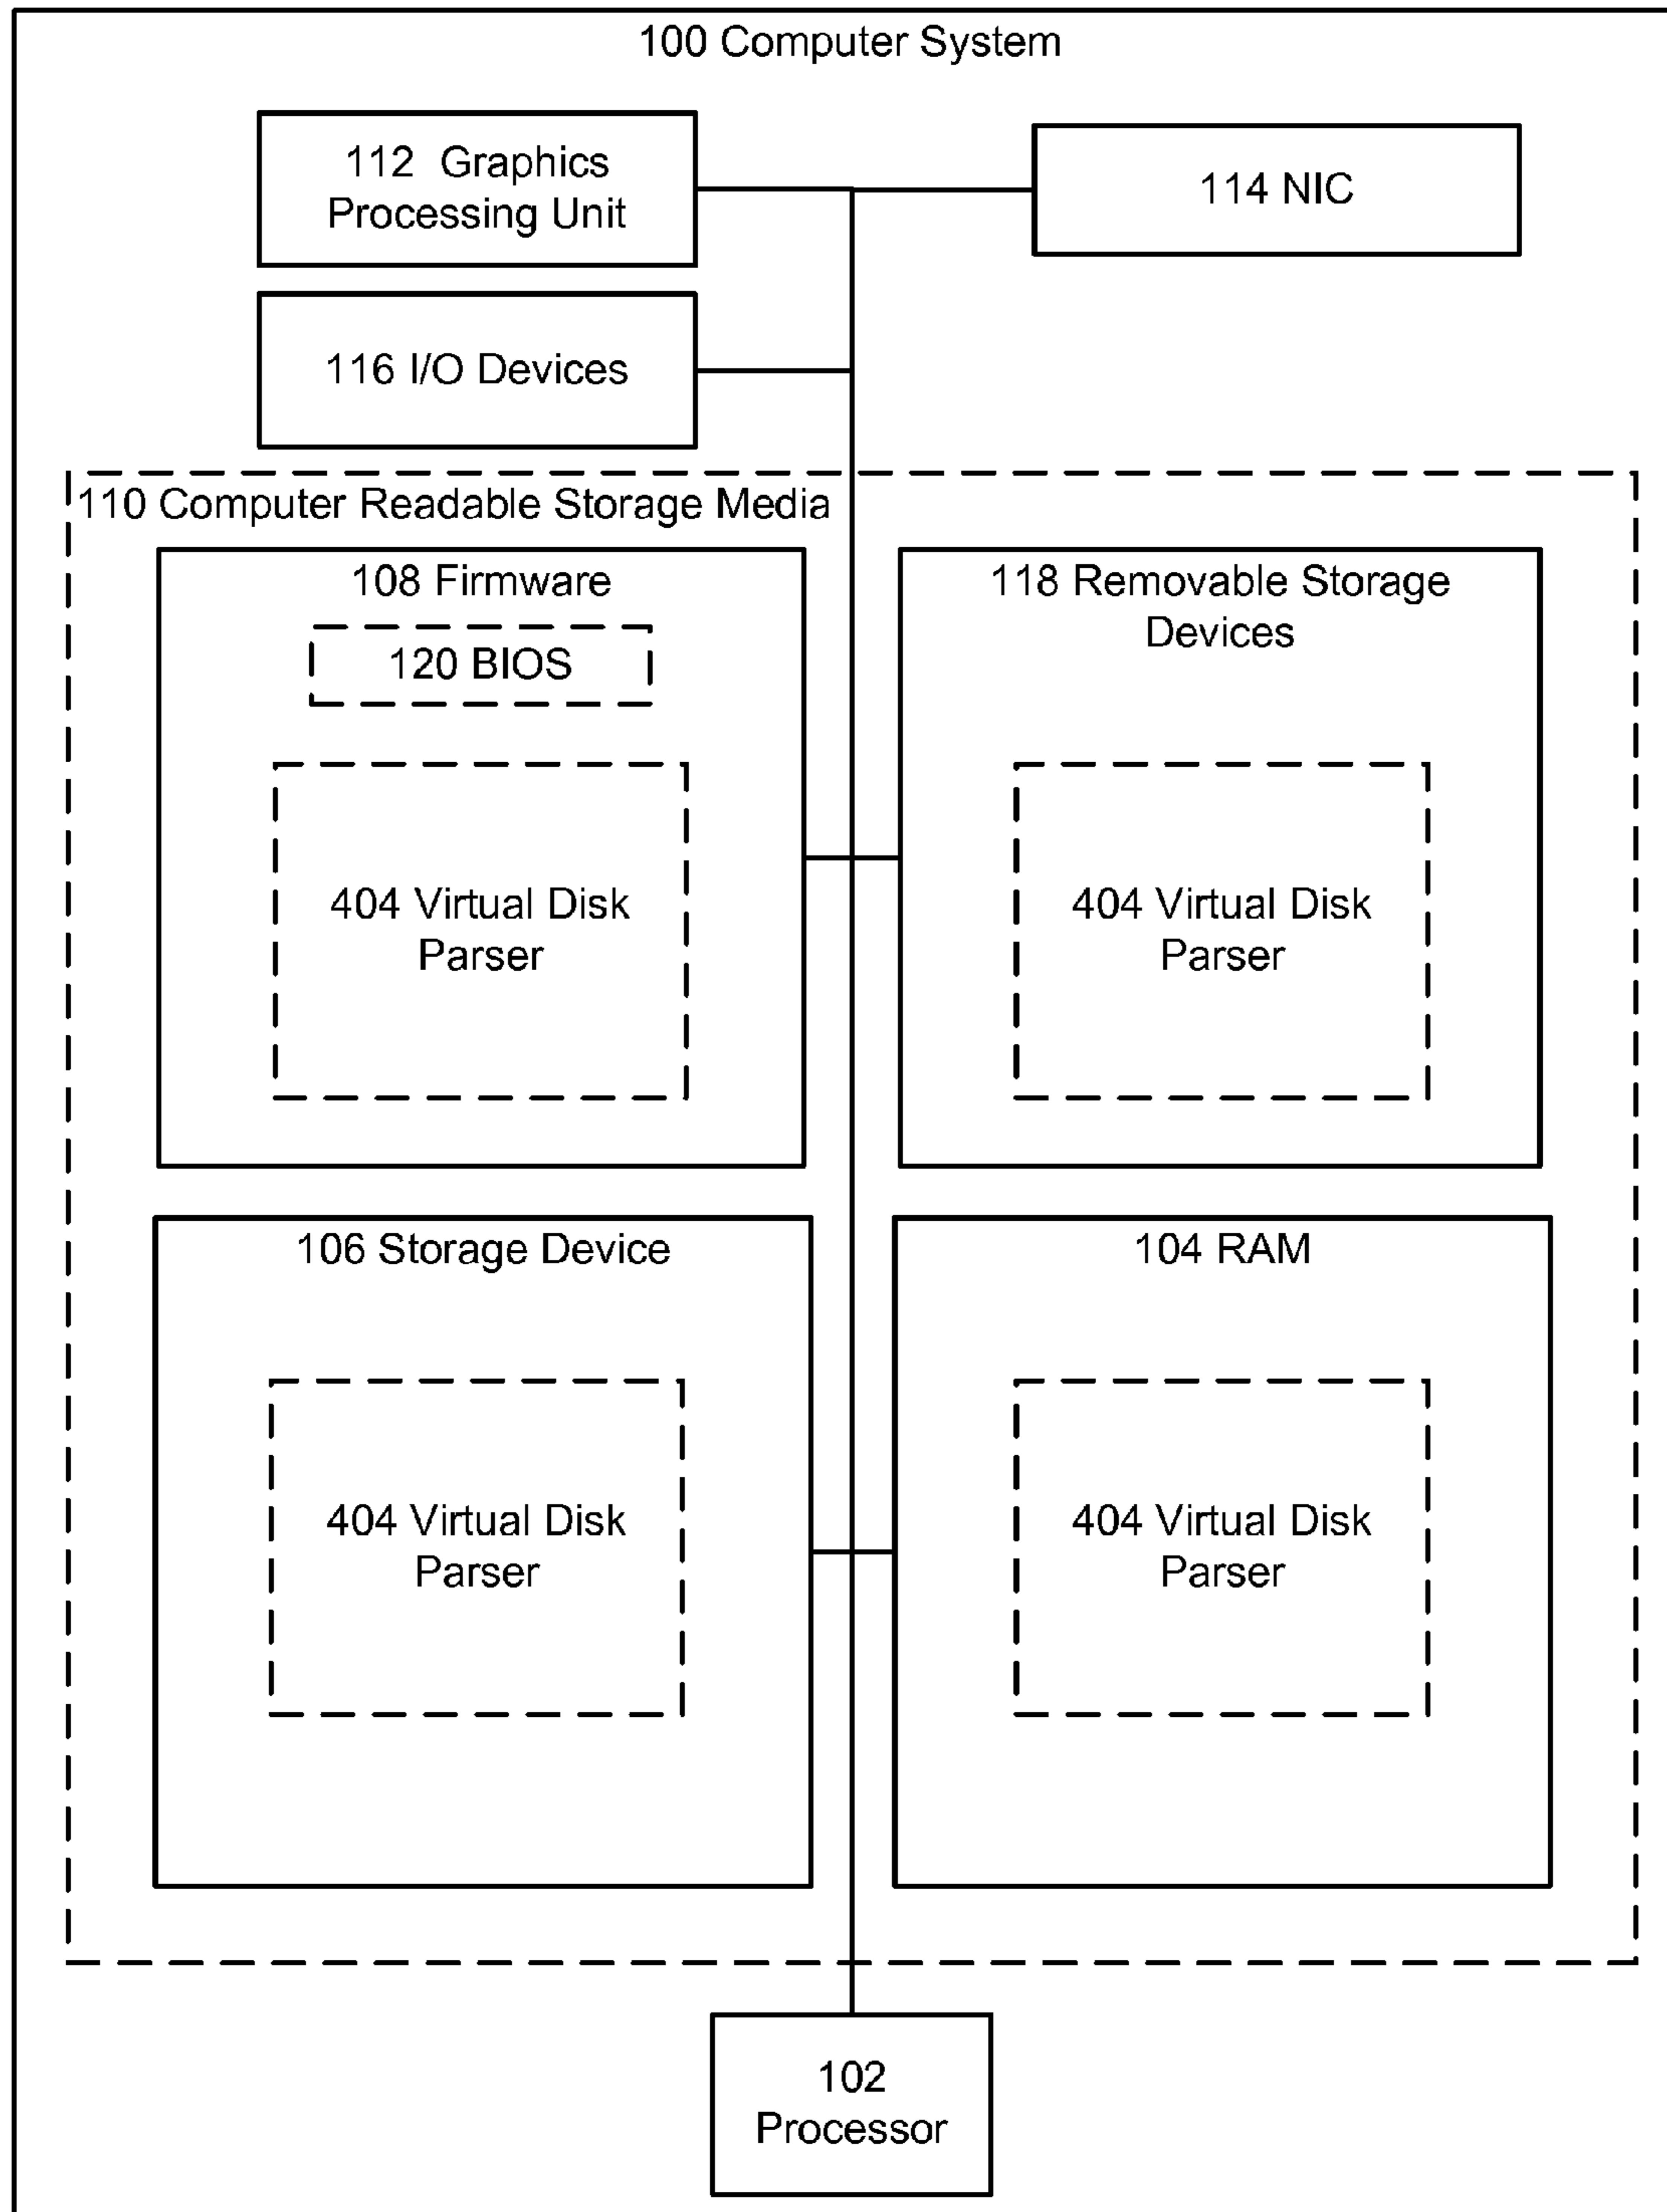 100 Computer System
112 Graphics
Processing Unit
114 NIC
116 I/O Devices
110 Computer Readable Storage Media
108 Firmware
120 BIOS
404 Virtual Disk
Parser
118 Removable Storage
Devices
404 Virtual Disk
Parser
106 Storage Device
404 Virtual Disk
Parser
104 RAM
404 Virtual Disk
Parser
102
Processor